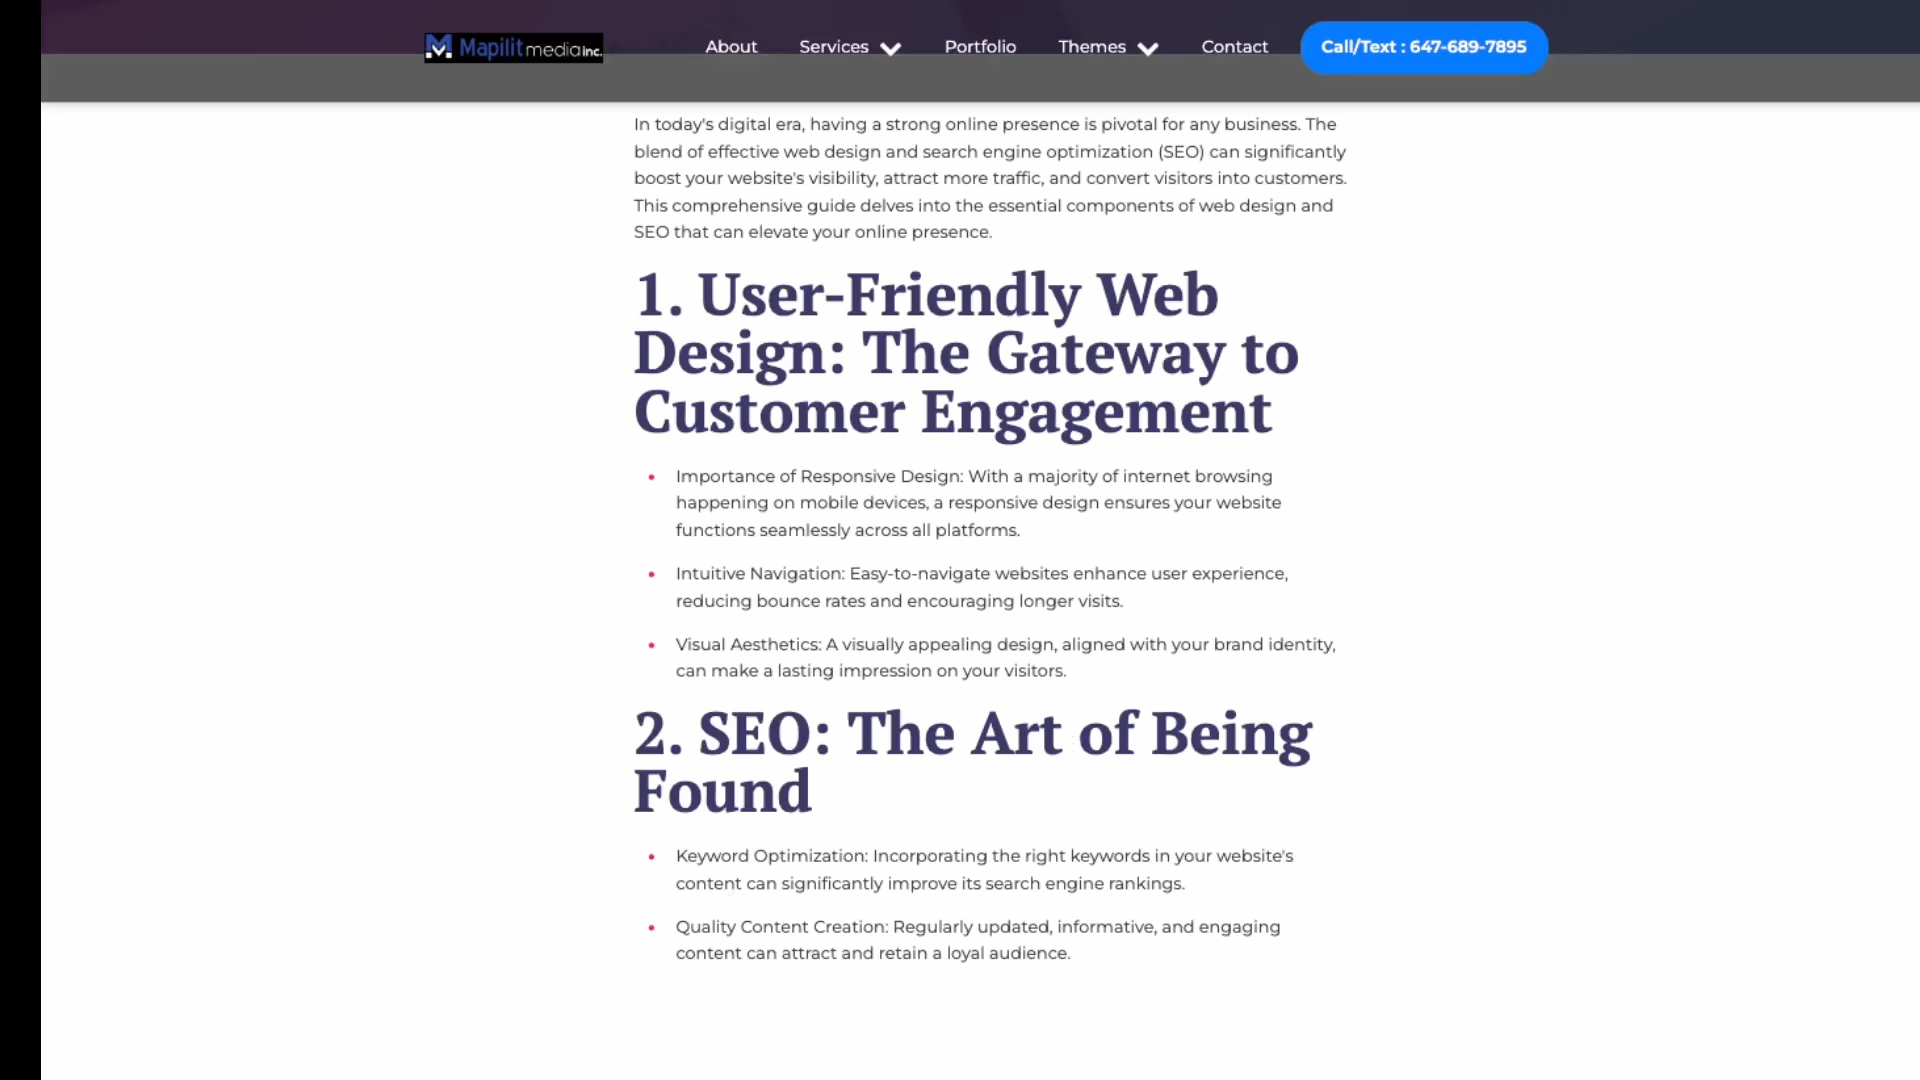 Mapilit media inc.
About
Services
Portfolio
Themes
Contact
Call/Text : 647-689-7895
In today's digital era, having a strong online presence is pivotal for any business. The
blend of effective web design and search engine optimization (SEO) can significantly
boost your website's visibility, attract more traffic, and convert visitors into customers.
This comprehensive guide delves into the essential components of web design and
SEO that can elevate your online presence.
1. User-Friendly Web
Design: The Gateway to
Customer Engagement
Importance of Responsive Design: With a majority of internet browsing
happening on mobile devices, a responsive design ensures your website
functions seamlessly across all platforms.
Intuitive Navigation: Easy-to-navigate websites enhance user experience,
reducing bounce rates and encouraging longer visits.
Visual Aesthetics: A visually appealing design, aligned with your brand identity,
can make a lasting impression on your visitors.
2. SEO: The Art of Being
Found
Keyword Optimization: Incorporating the right keywords in your website's
content can significantly improve its search engine rankings.
Quality Content Creation: Regularly updated, informative, and engaging
content can attract and retain a loyal audience.